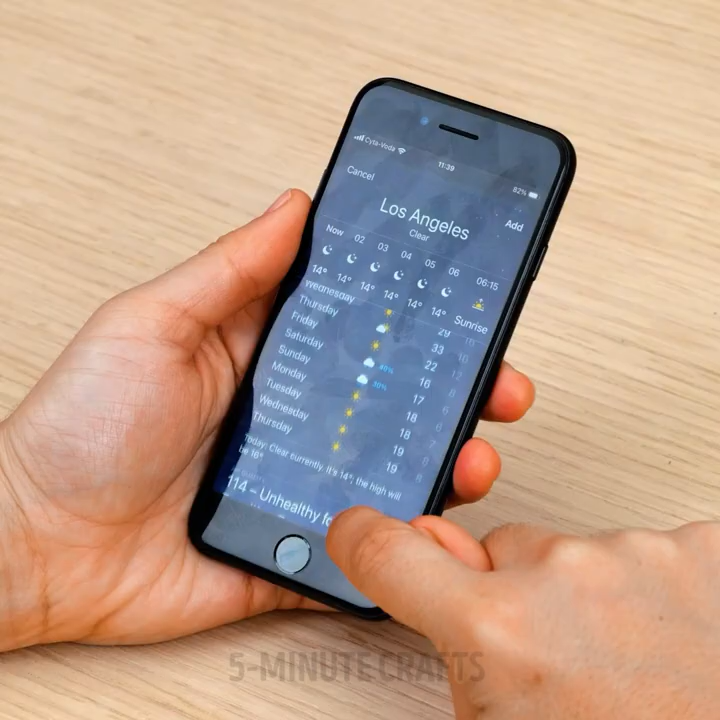 Cyta-Voda 11:39 82%
Cancel Add
Los Angeles
Clear
Now 02 03 04 05 06 06:15
14° 14° 14° 14° 14° 14° Sunrise
Wednesday 29
Thursday 33
Friday 22
Saturday 16
Sunday 17
Monday 18
Tuesday 18
Wednesday 19
Thursday 19
Today: Clear currently. It's 14°; the high will
be 16°
114 – Unhealthy fo
5-MINUTE CRAFTS